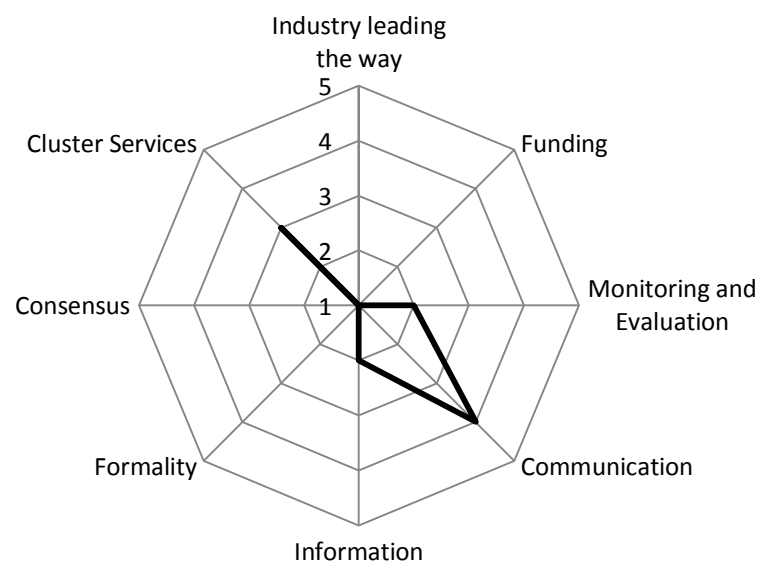 Industry leading
the way
5
Cluster Services
4
Funding
3
2
1
Consensus
Monitoring and
Evaluation
Formality
Communication
Information